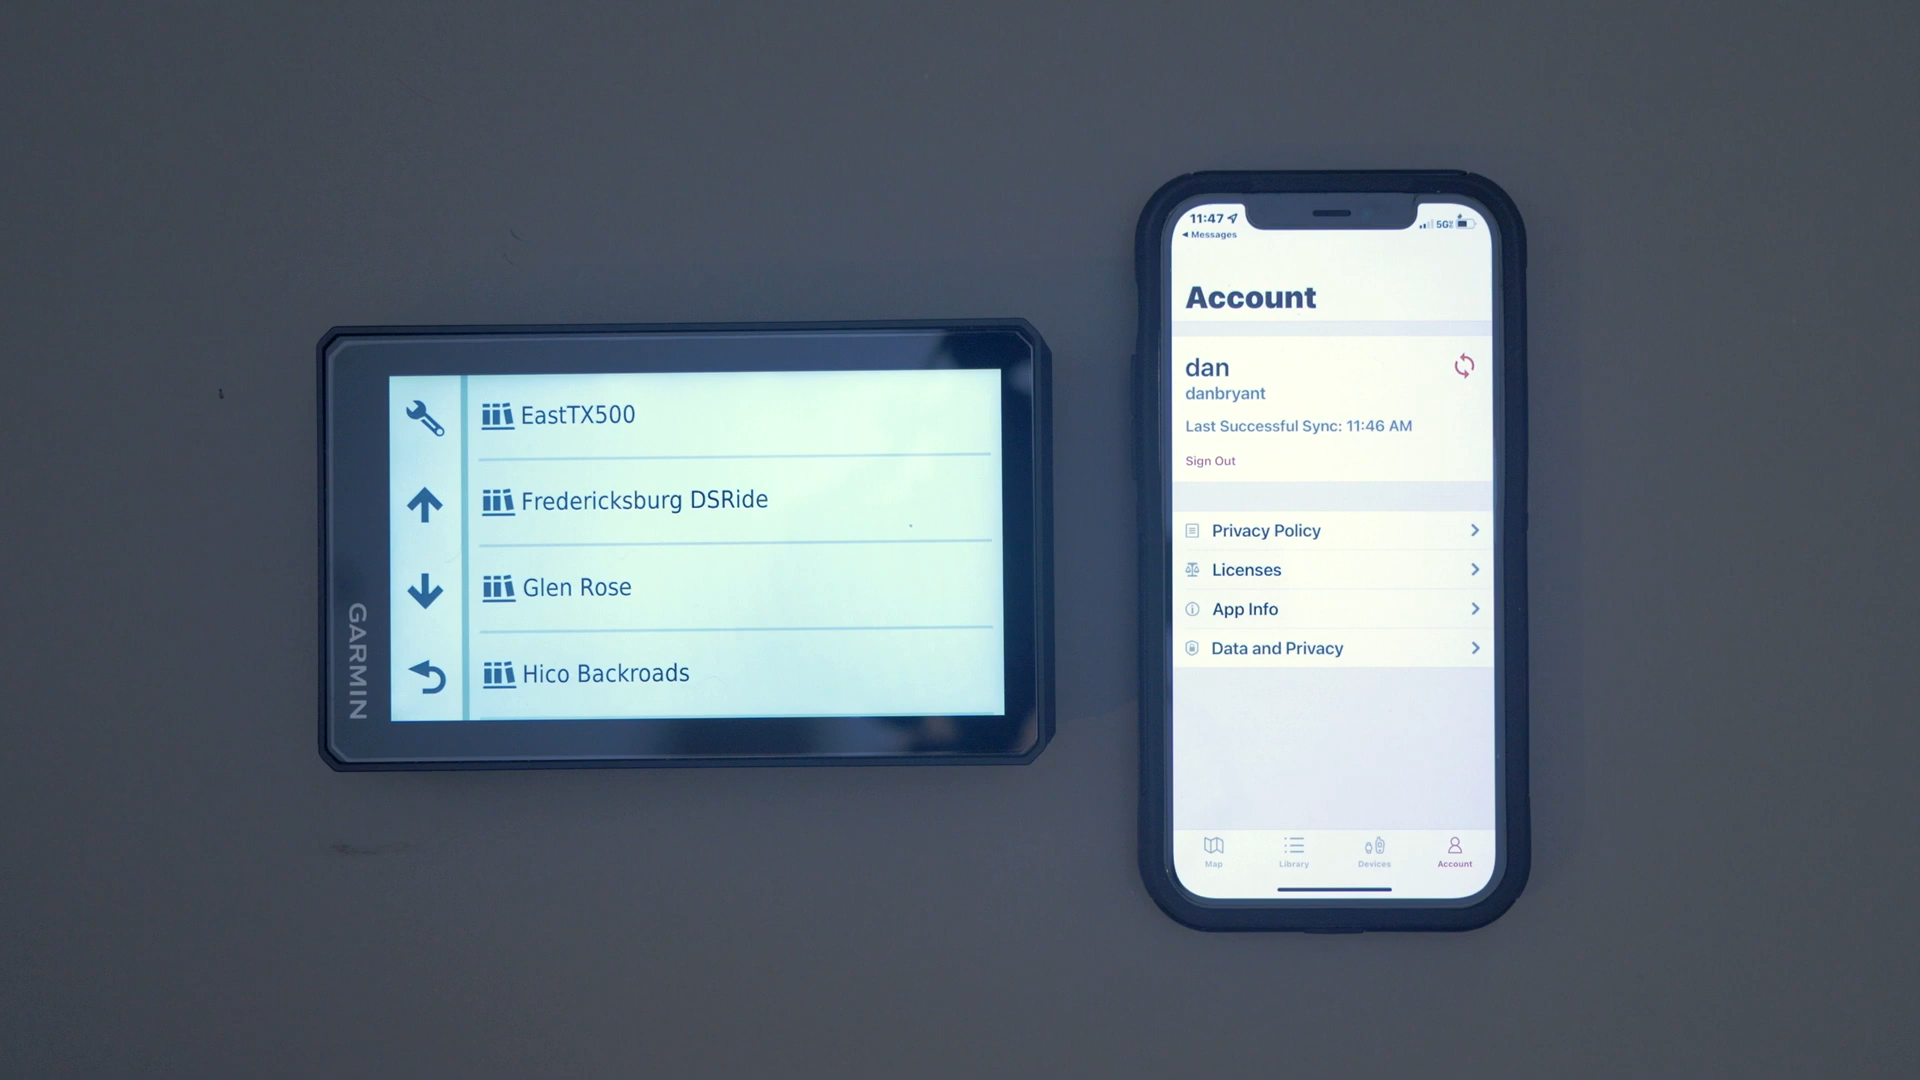 GARMIN
EastTX500
Fredericksburg DSRide
Glen Rose
Hico Backroads
11:47
5G
Messages
Account
dan
danbryant
Last Successful Sync: 11:46 AM
Sign Out
Privacy Policy
Licenses
App Info
Data and Privacy
Map
Library
Devices
Account